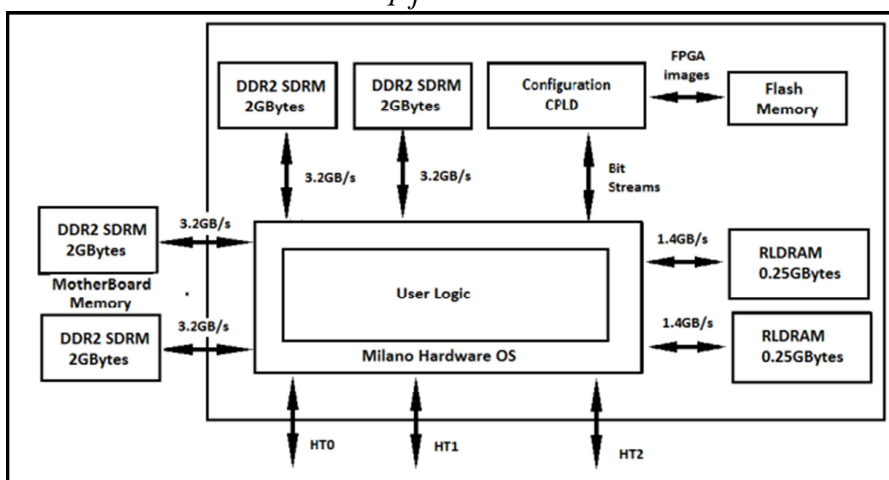 DDR2 SDRM
2GBytes
DDR2 SDRM
2GBytes
Configuration
CPLD
FPGA
images
Flash
Memory
3.2GB/s
3.2GB/s
Bit
Streams
DDR2 SDRM
2GBytes
3.2GB/s
MotherBoard
Memory
DDR2 SDRM
2GBytes
3.2GB/s
User Logic
Milano Hardware OS
1.4GB/s
RLDRAM
0.25GBytes
1.4GB/s
RLDRAM
0.25GBytes
HT0
HT1
HT2